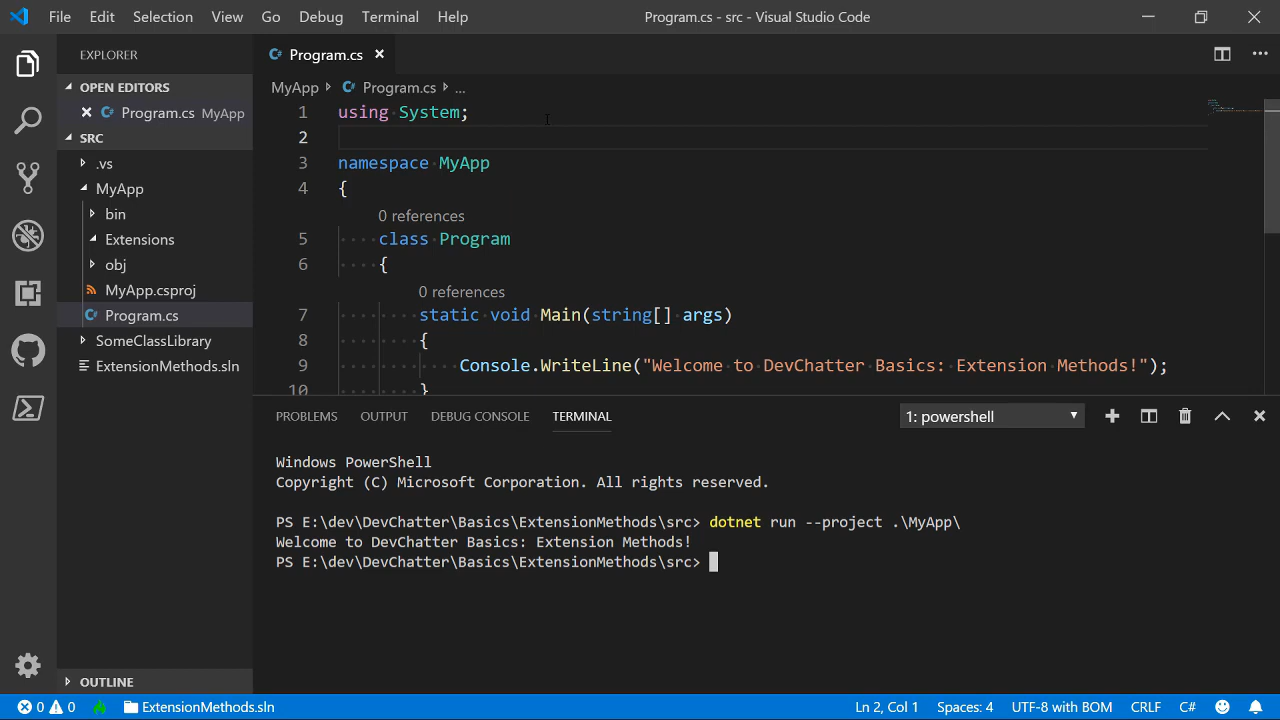 File Edit Selection View Go Debug Terminal Help Program.cs - src - Visual Studio Code
EXPLORER
Program.cs
OPEN EDITORS
Program.cs MyApp
SRC
.vs
MyApp
bin
Extensions
obj
MyApp.csproj
Program.cs
SomeClassLibrary
ExtensionMethods.sln
OUTLINE
MyApp Program.cs ...
1 using System;
2
3 namespace MyApp
4 {
0 references
5 class Program
6 {
0 references
7 static void Main(string[] args)
8 {
9 Console.WriteLine("Welcome to DevChatter Basics: Extension Methods!");
10 }
PROBLEMS OUTPUT DEBUG CONSOLE TERMINAL 1: powershell
Windows PowerShell
Copyright (C) Microsoft Corporation. All rights reserved.
PS E:\dev\DevChatter\Basics\ExtensionMethods\src> dotnet run --project .\MyApp\
Welcome to DevChatter Basics: Extension Methods!
PS E:\dev\DevChatter\Basics\ExtensionMethods\src>
0 0 ExtensionMethods.sln Ln 2, Col 1 Spaces: 4 UTF-8 with BOM CRLF C#